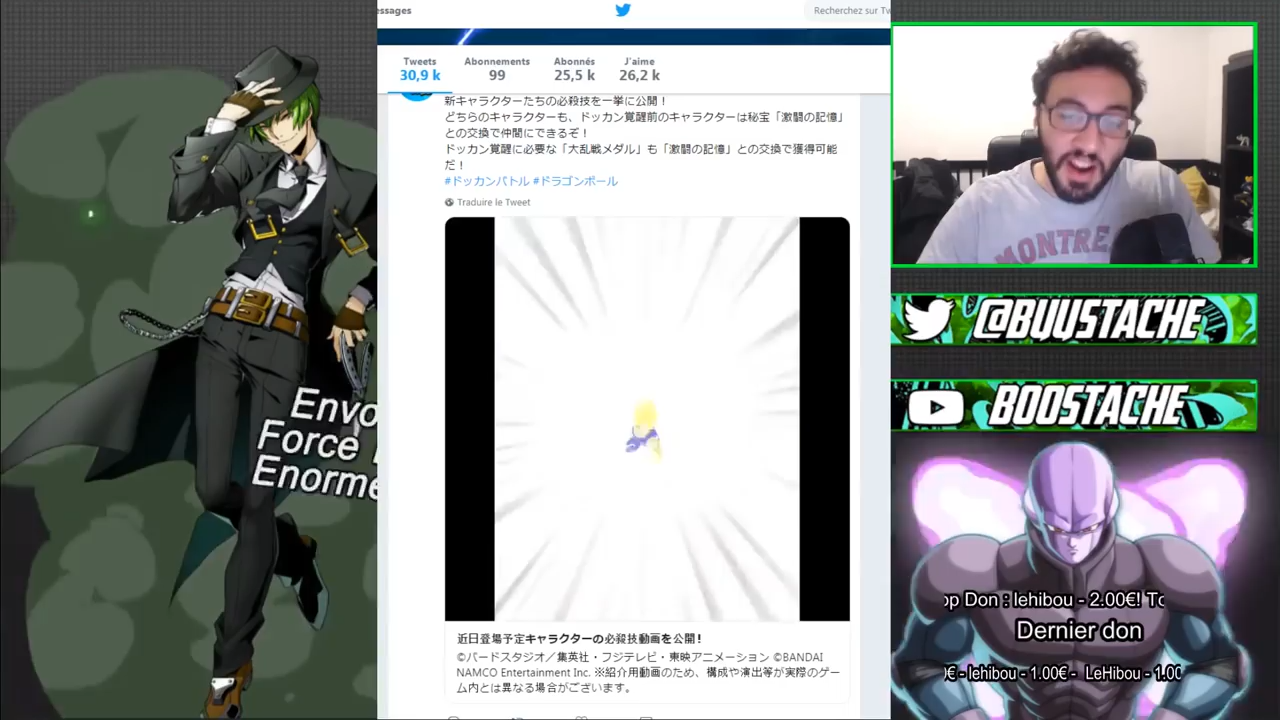 essages
Recherchez sur Tw
Tweets
30,9 k
Abonnements
99
Abonnés
25,5 k
J'aime
26,2 k
新キャラクターたちの必殺技を一挙に公開！
どちらのキャラクターも、ドッカン覚醒前のキャラクターは秘宝「激闘の記憶」
との交換で仲間にできるぞ！
ドッカン覚醒に必要な「大乱戦メダル」も「激闘の記憶」との交換で獲得可能
だ！
#ドッカンバトル #ドラゴンボール
Traduire le Tweet
近日登場予定キャラクターの必殺技動画を公開！
©バードスタジオ／集英社・フジテレビ・東映アニメーション ©BANDAI
NAMCO Entertainment Inc. ※紹介用動画のため、構成や演出等が実際のゲー
ム内とは異なる場合がございます。
Envo
Force
Enorme
MONTRE
@BUUSTACHE
BOOSTACHE
op Don : lehibou - 2.00€! To
Dernier don
0€ - lehibou - 1.00€ - LeHibou - 1.00